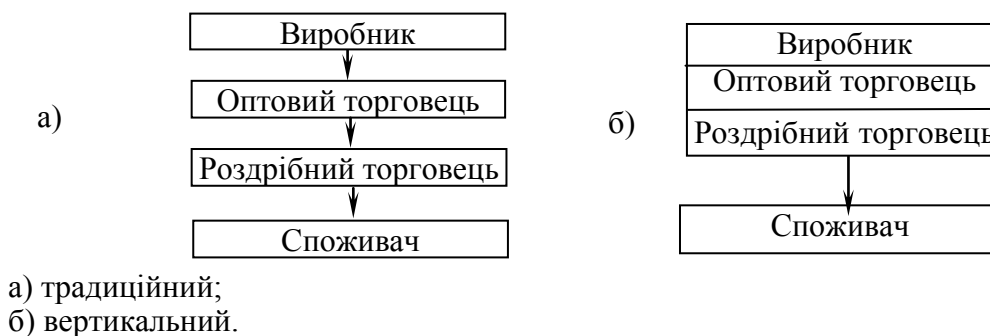 а)
Виробник
Оптовий торговець
Роздрібний торговець
Споживач
б)
Виробник
Оптовий торговець
Роздрібний торговець
Споживач
а) традиційний;
б) вертикальний.